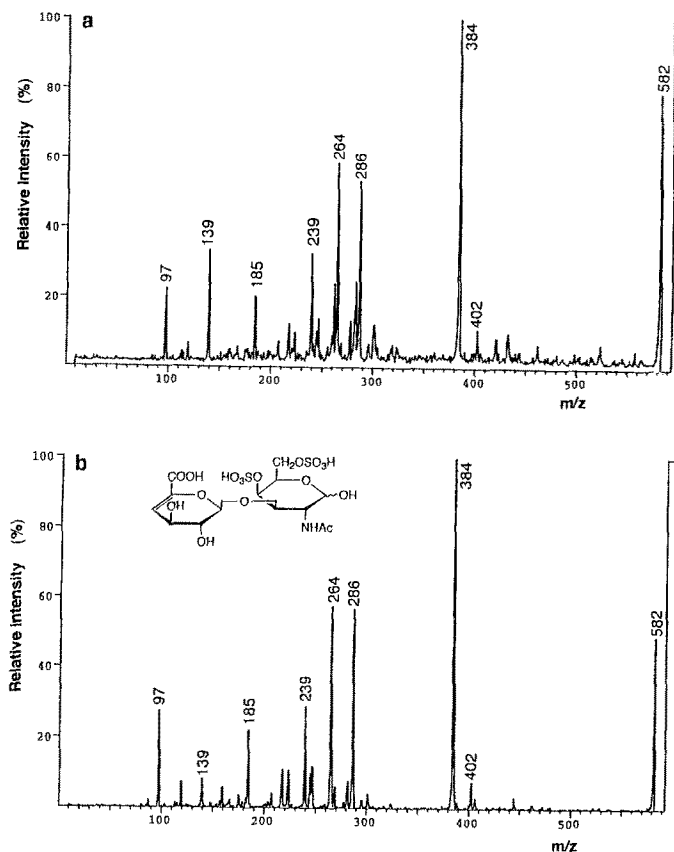 a
Relative Intensity (%)
100
80
60
40
20
97
139
185
239
264
286
384
402
582
100
200
300
400
500
m/z
b
Relative intensity (%)
100
80
60
40
20
COOH
OH
OH
O
O
HO₃SO
CH₂OSO₃H
O
OH
NHAc
97
139
185
239
264
286
384
402
582
100
200
300
400
500
m/z